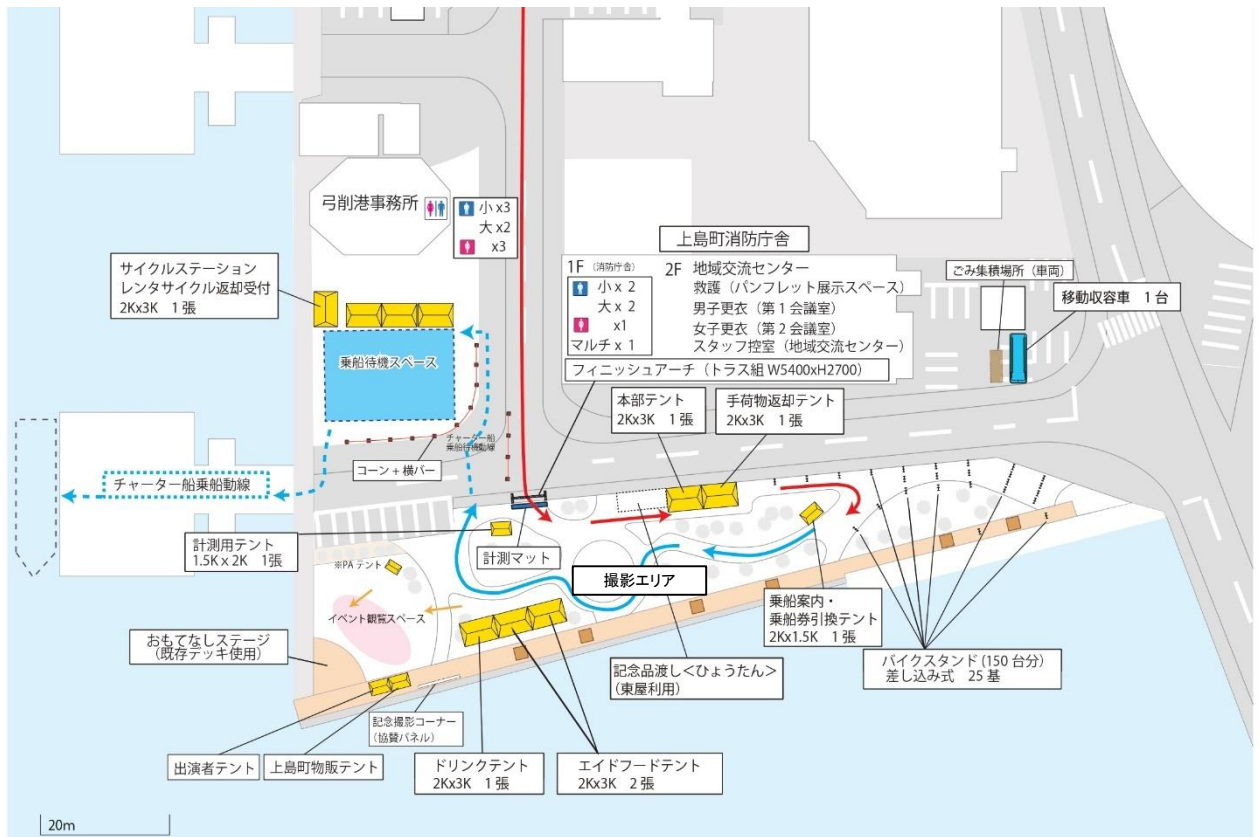 弓削港事務所
小 x3
大 x2
x3
上島町消防庁舎
1F (消防庁舎)
小 x 2
大 x 2
x1
マルチ x 1
2F 地域交流センター
救護（パンフレット展示スペース）
男子更衣（第 1 会議室）
女子更衣（第 2 会議室）
スタッフ控室（地域交流センター）
ごみ集積場所（車両）
移動収容車 1 台
サイクルステーション
レンタサイクル返却受付
2Kx3K 1 張
乗船待機スペース
フィニッシュアーチ（トラス組 W5400xH2700）
本部テント
2Kx3K 1 張
手荷物返却テント
2Kx3K 1 張
チャーター船
乗船待機動線
コーン + 横バー
チャーター船乗船動線
計測用テント
1.5K x 2K 1張
計測マット
※PA テント
撮影エリア
イベント観覧スペース
乗船案内・
乗船券引換テント
2Kx1.5K 1 張
おもてなしステージ
（既存デッキ使用）
記念品渡し<ひょうたん>
（東屋利用）
バイクスタンド (150 台分)
差し込み式 25 基
記念撮影コーナー
（協賛パネル）
出演者テント
上島町物販テント
ドリンクテント
2Kx3K 1 張
エイドフードテント
2Kx3K 2 張
20m